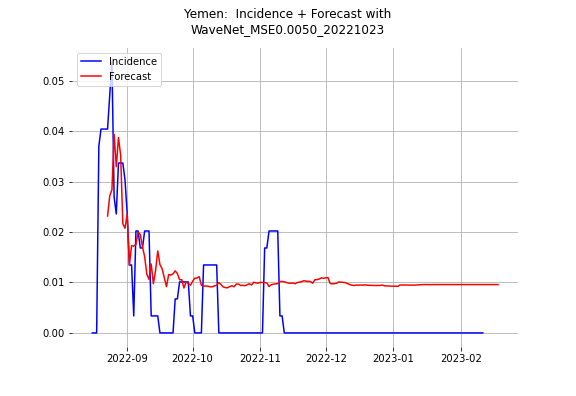 Yemen:  Incidence + Forecast with
WaveNet_MSE0.0050_20221023
Incidence
Forecast
0.05
0.04
0.03
0.02
0.01
0.00
2022-09 2022-10 2022-11 2022-12 2023-01 2023-02